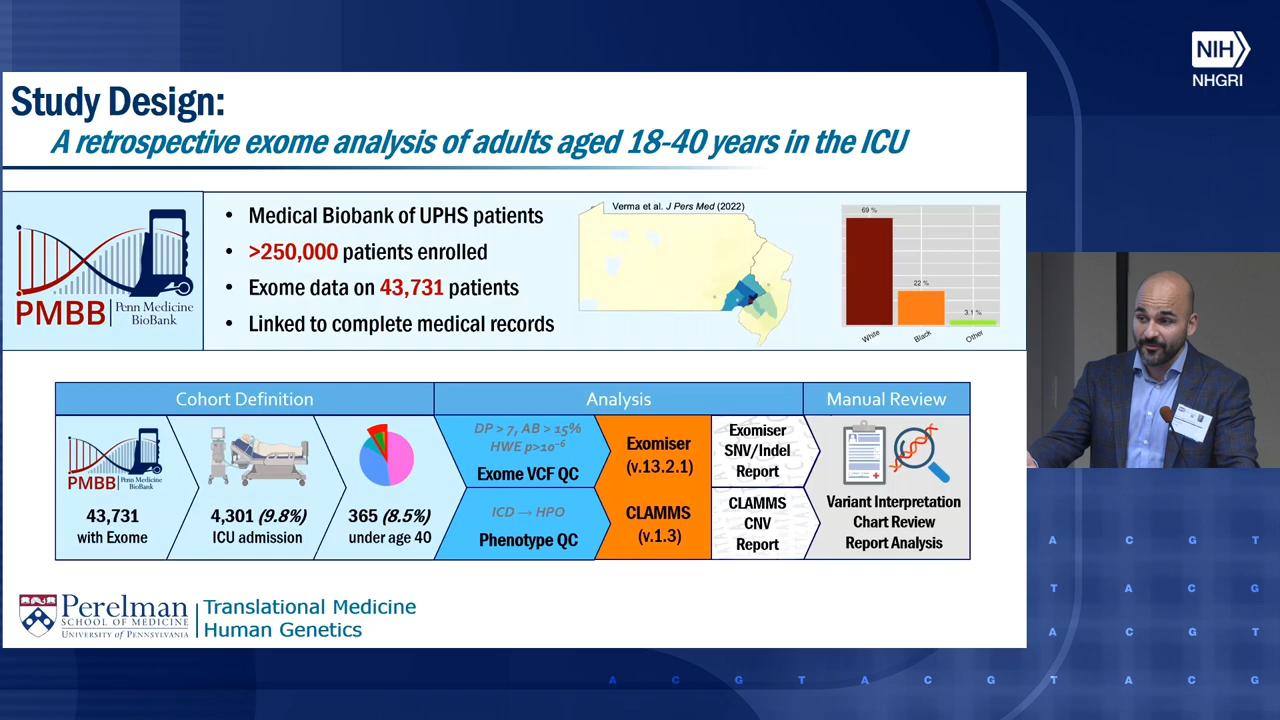 NIH
NHGRI
Study Design:
A retrospective exome analysis of adults aged 18-40 years in the ICU
PMBB
Penn Medicine
BioBank
• Medical Biobank of UPHS patients
• >250,000 patients enrolled
• Exome data on 43,731 patients
• Linked to complete medical records
Verma et al. J Pers Med (2022)
69 %
22 %
3.1 %
White
Black
Other
Cohort Definition
Analysis
Manual Review
PMBB
Penn Medicine
BioBank
43,731
with Exome
4,301 (9.8%)
ICU admission
365 (8.5%)
under age 40
DP > 7, AB > 15%
HWE p>10⁻⁶
Exome VCF QC
ICD → HPO
Phenotype QC
Exomiser
(v.13.2.1)
CLAMMS
(v.1.3)
Exomiser
SNV/Indel
Report
CLAMMS
CNV
Report
Variant Interpretation
Chart Review
Report Analysis
Perelman
SCHOOL OF MEDICINE
UNIVERSITY of PENNSYLVANIA
Translational Medicine
Human Genetics
A C G T
T A C G
A C G T
A C G T A C G T A C G